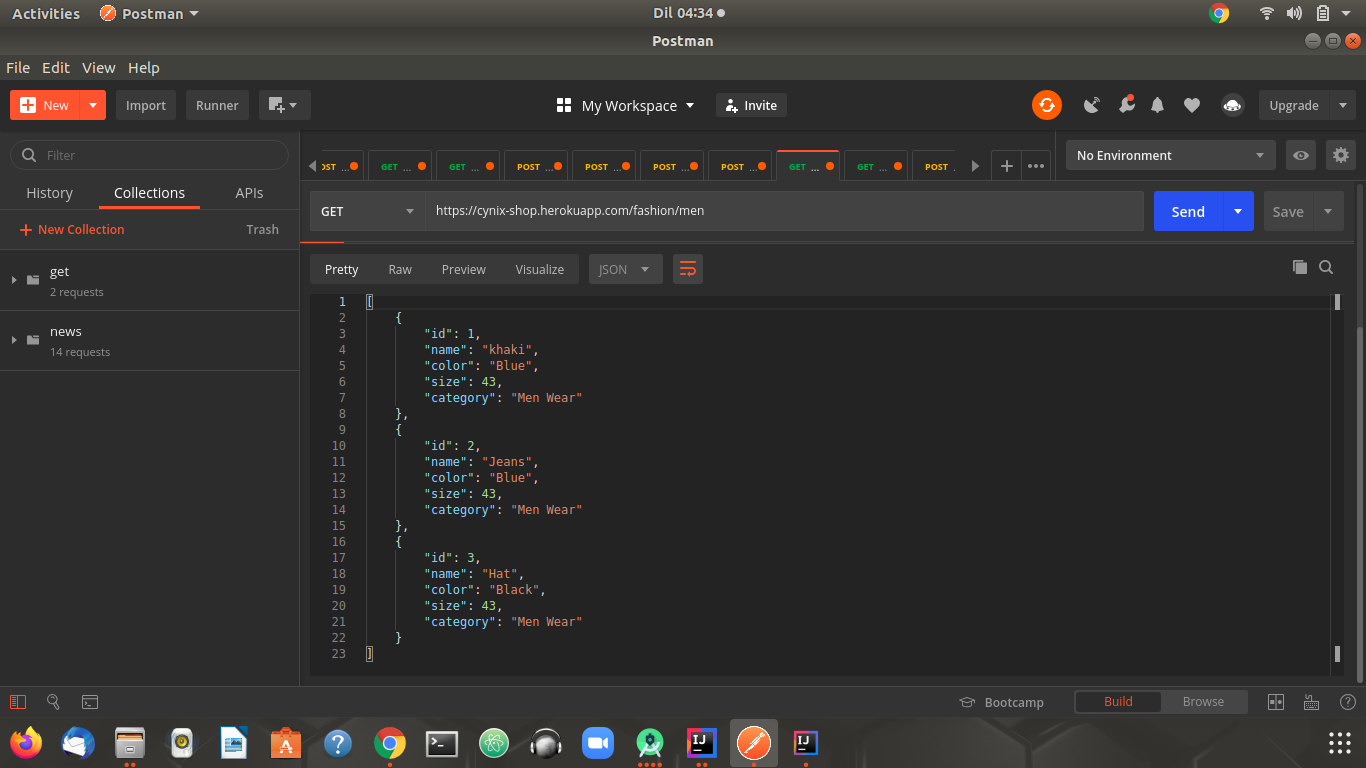 Activities Postman Dil 04:34
Postman
File Edit View Help
New Import Runner My Workspace Invite Upgrade
Filter
OST ... GET ... GET ... POST ... POST ... POST ... POST ... GET ... GET ... POST
No Environment
History Collections APIs
GET https://cynix-shop.herokuapp.com/fashion/men Send Save
New Collection Trash
get
2 requests
news
14 requests
Pretty Raw Preview Visualize JSON
1 [
2 {
3 "id": 1,
4 "name": "khaki",
5 "color": "Blue",
6 "size": 43,
7 "category": "Men Wear"
8 },
9 {
10 "id": 2,
11 "name": "Jeans",
12 "color": "Blue",
13 "size": 43,
14 "category": "Men Wear"
15 },
16 {
17 "id": 3,
18 "name": "Hat",
19 "color": "Black",
20 "size": 43,
21 "category": "Men Wear"
22 }
23 ]
Bootcamp Build Browse